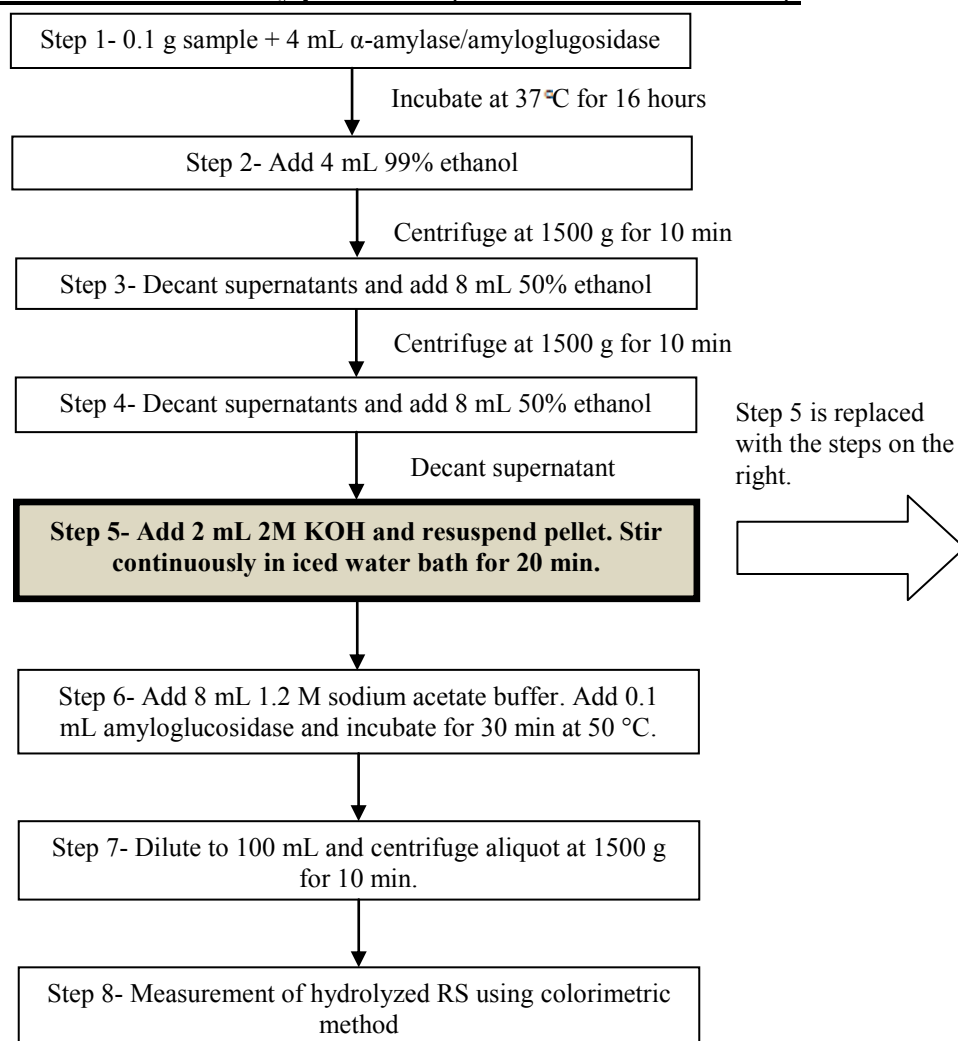 Step 1- 0.1 g sample + 4 mL α-amylase/amyloglugosidase
Incubate at 37°C for 16 hours
Step 2- Add 4 mL 99% ethanol
Centrifuge at 1500 g for 10 min
Step 3- Decant supernatants and add 8 mL 50% ethanol
Centrifuge at 1500 g for 10 min
Step 4- Decant supernatants and add 8 mL 50% ethanol
Decant supernatant
Step 5 is replaced
with the steps on the
right.
Step 5- Add 2 mL 2M KOH and resuspend pellet. Stir
continuously in iced water bath for 20 min.
Step 6- Add 8 mL 1.2 M sodium acetate buffer. Add 0.1
mL amyloglucosidase and incubate for 30 min at 50 °C.
Step 7- Dilute to 100 mL and centrifuge aliquot at 1500 g
for 10 min.
Step 8- Measurement of hydrolyzed RS using colorimetric
method